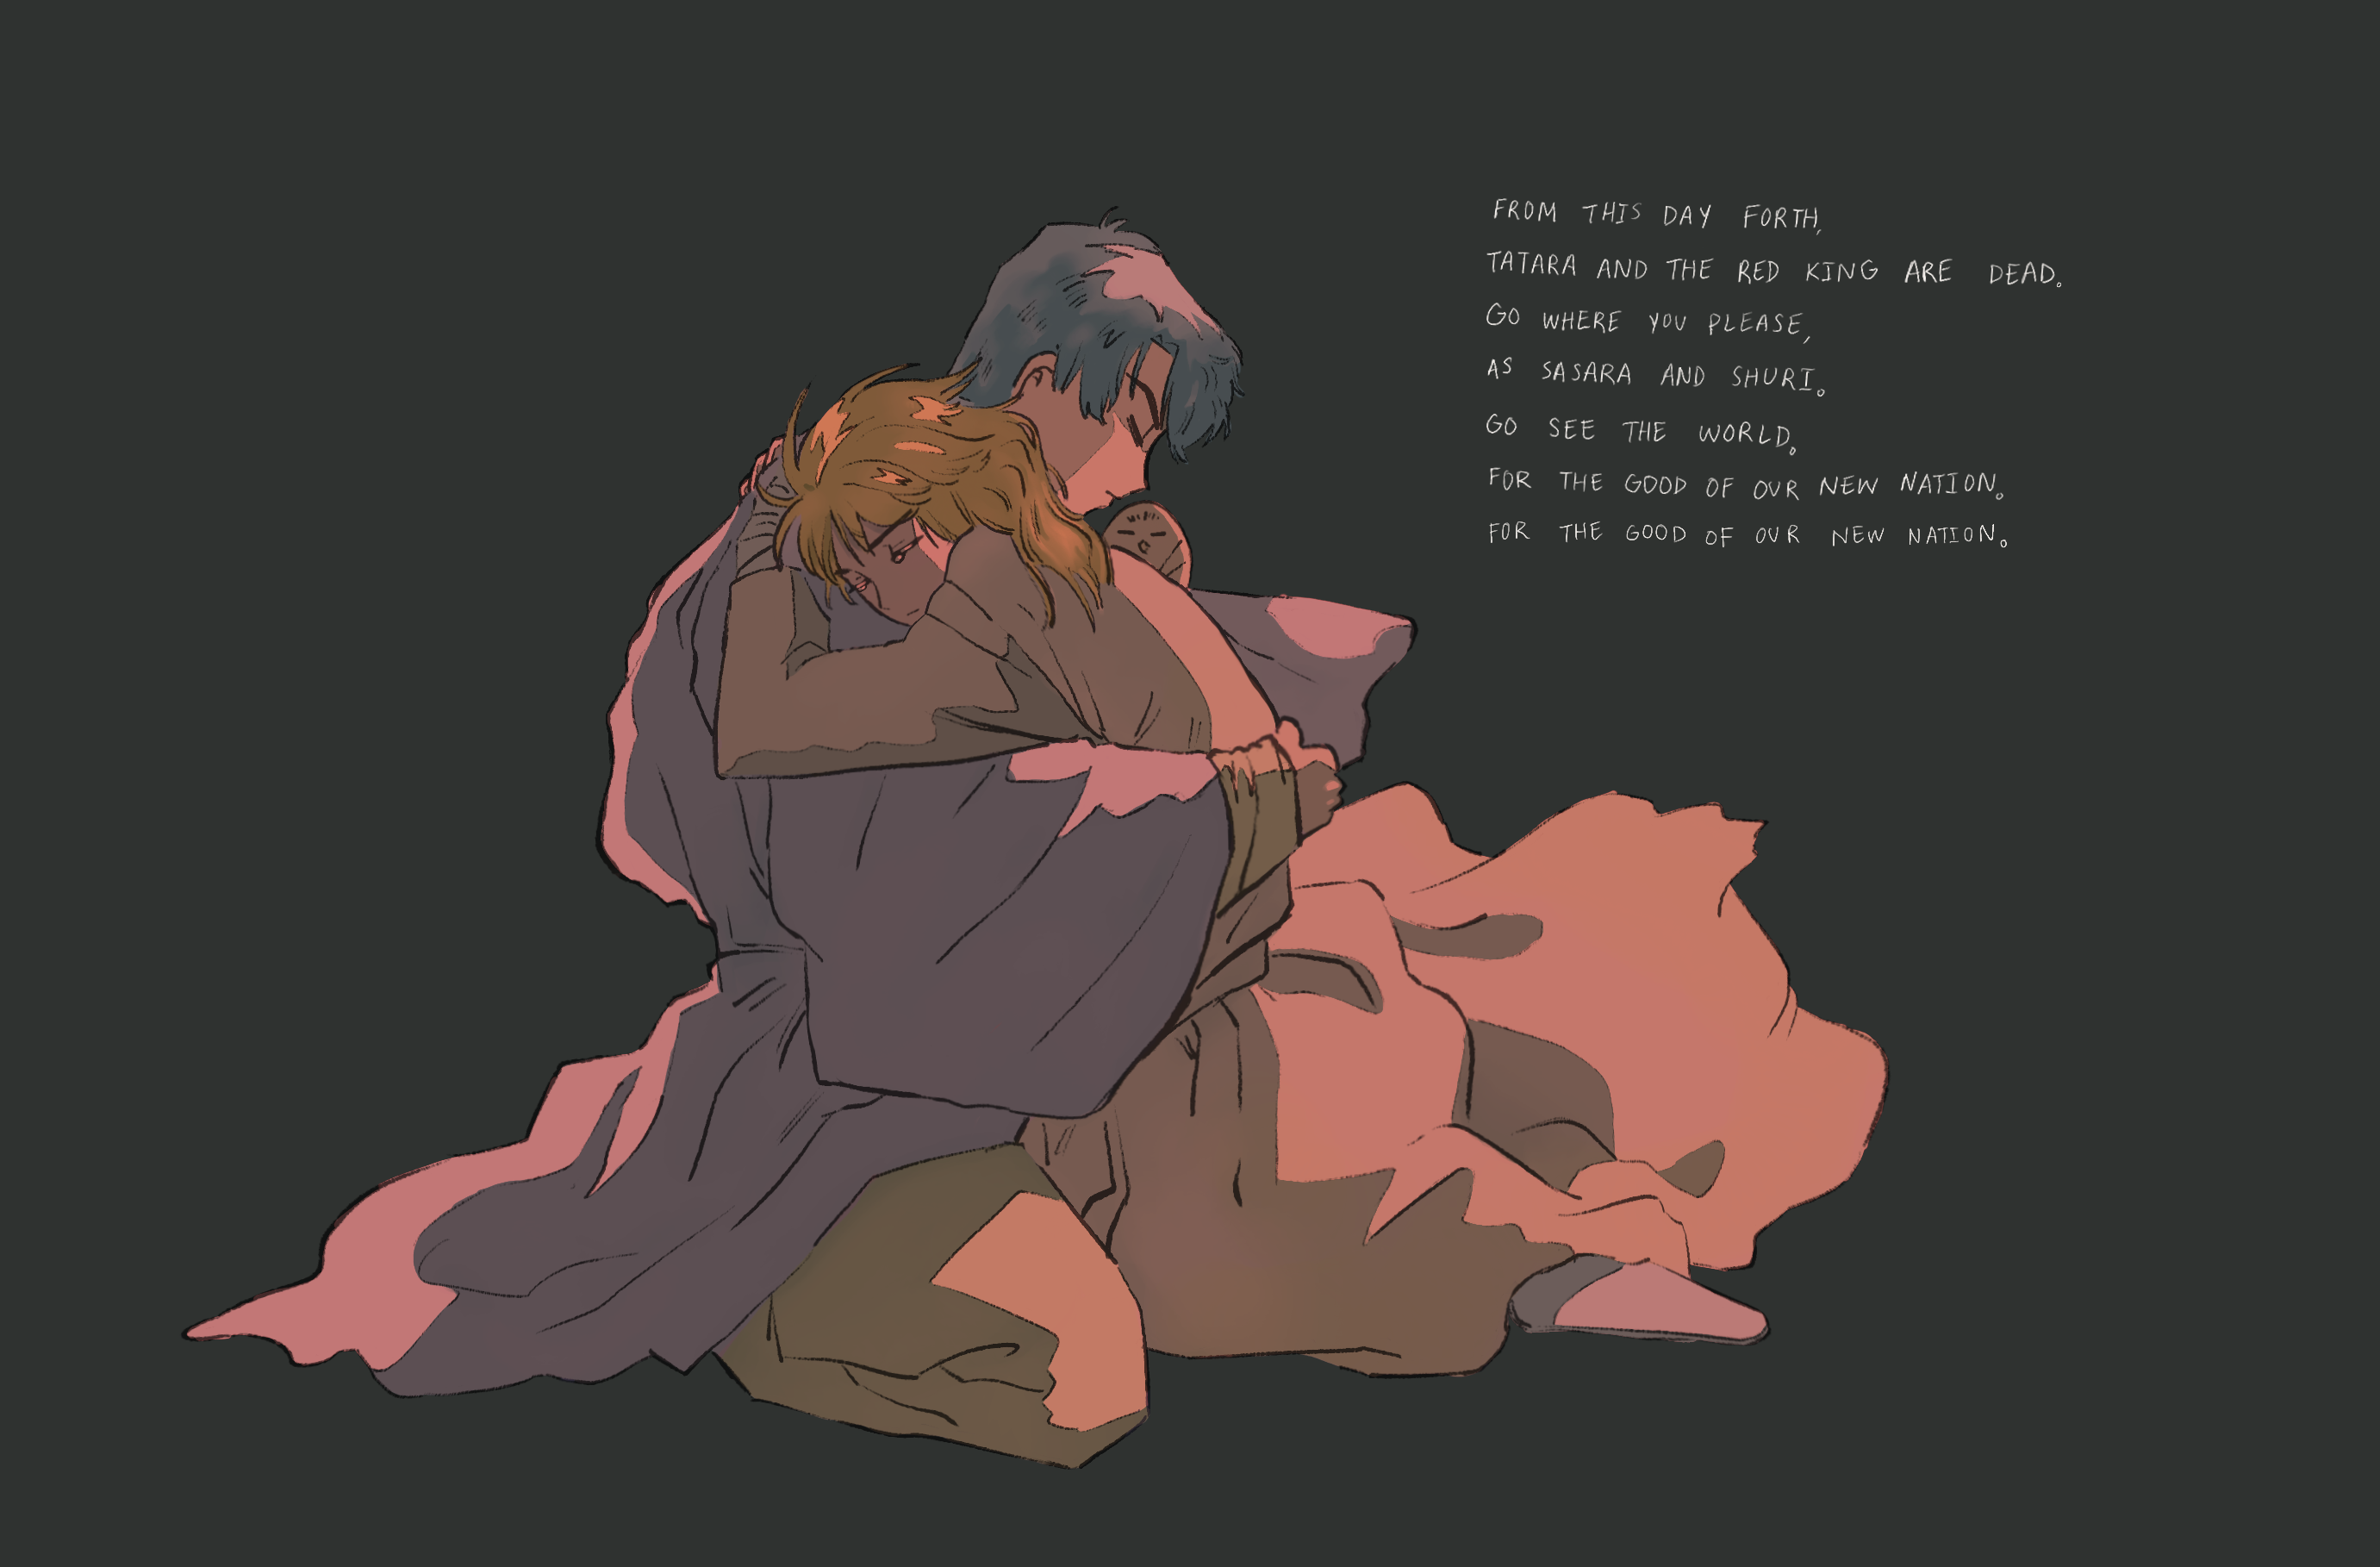 FROM THIS DAY FORTH,
TATARA AND THE RED KING ARE DEAD.
GO WHERE YOU PLEASE,
AS SASARA AND SHURI.
GO SEE THE WORLD.
FOR THE GOOD OF OUR NEW NATION.
FOR THE GOOD OF OUR NEW NATION.